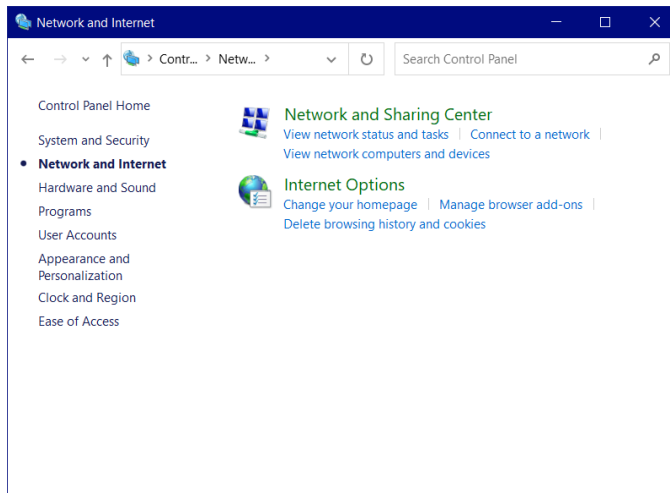 Network and Internet
Contr... > Netw... >
Search Control Panel
Control Panel Home
System and Security
Network and Internet
Hardware and Sound
Programs
User Accounts
Appearance and
Personalization
Clock and Region
Ease of Access
Network and Sharing Center
View network status and tasks
Connect to a network
View network computers and devices
Internet Options
Change your homepage
Manage browser add-ons
Delete browsing history and cookies